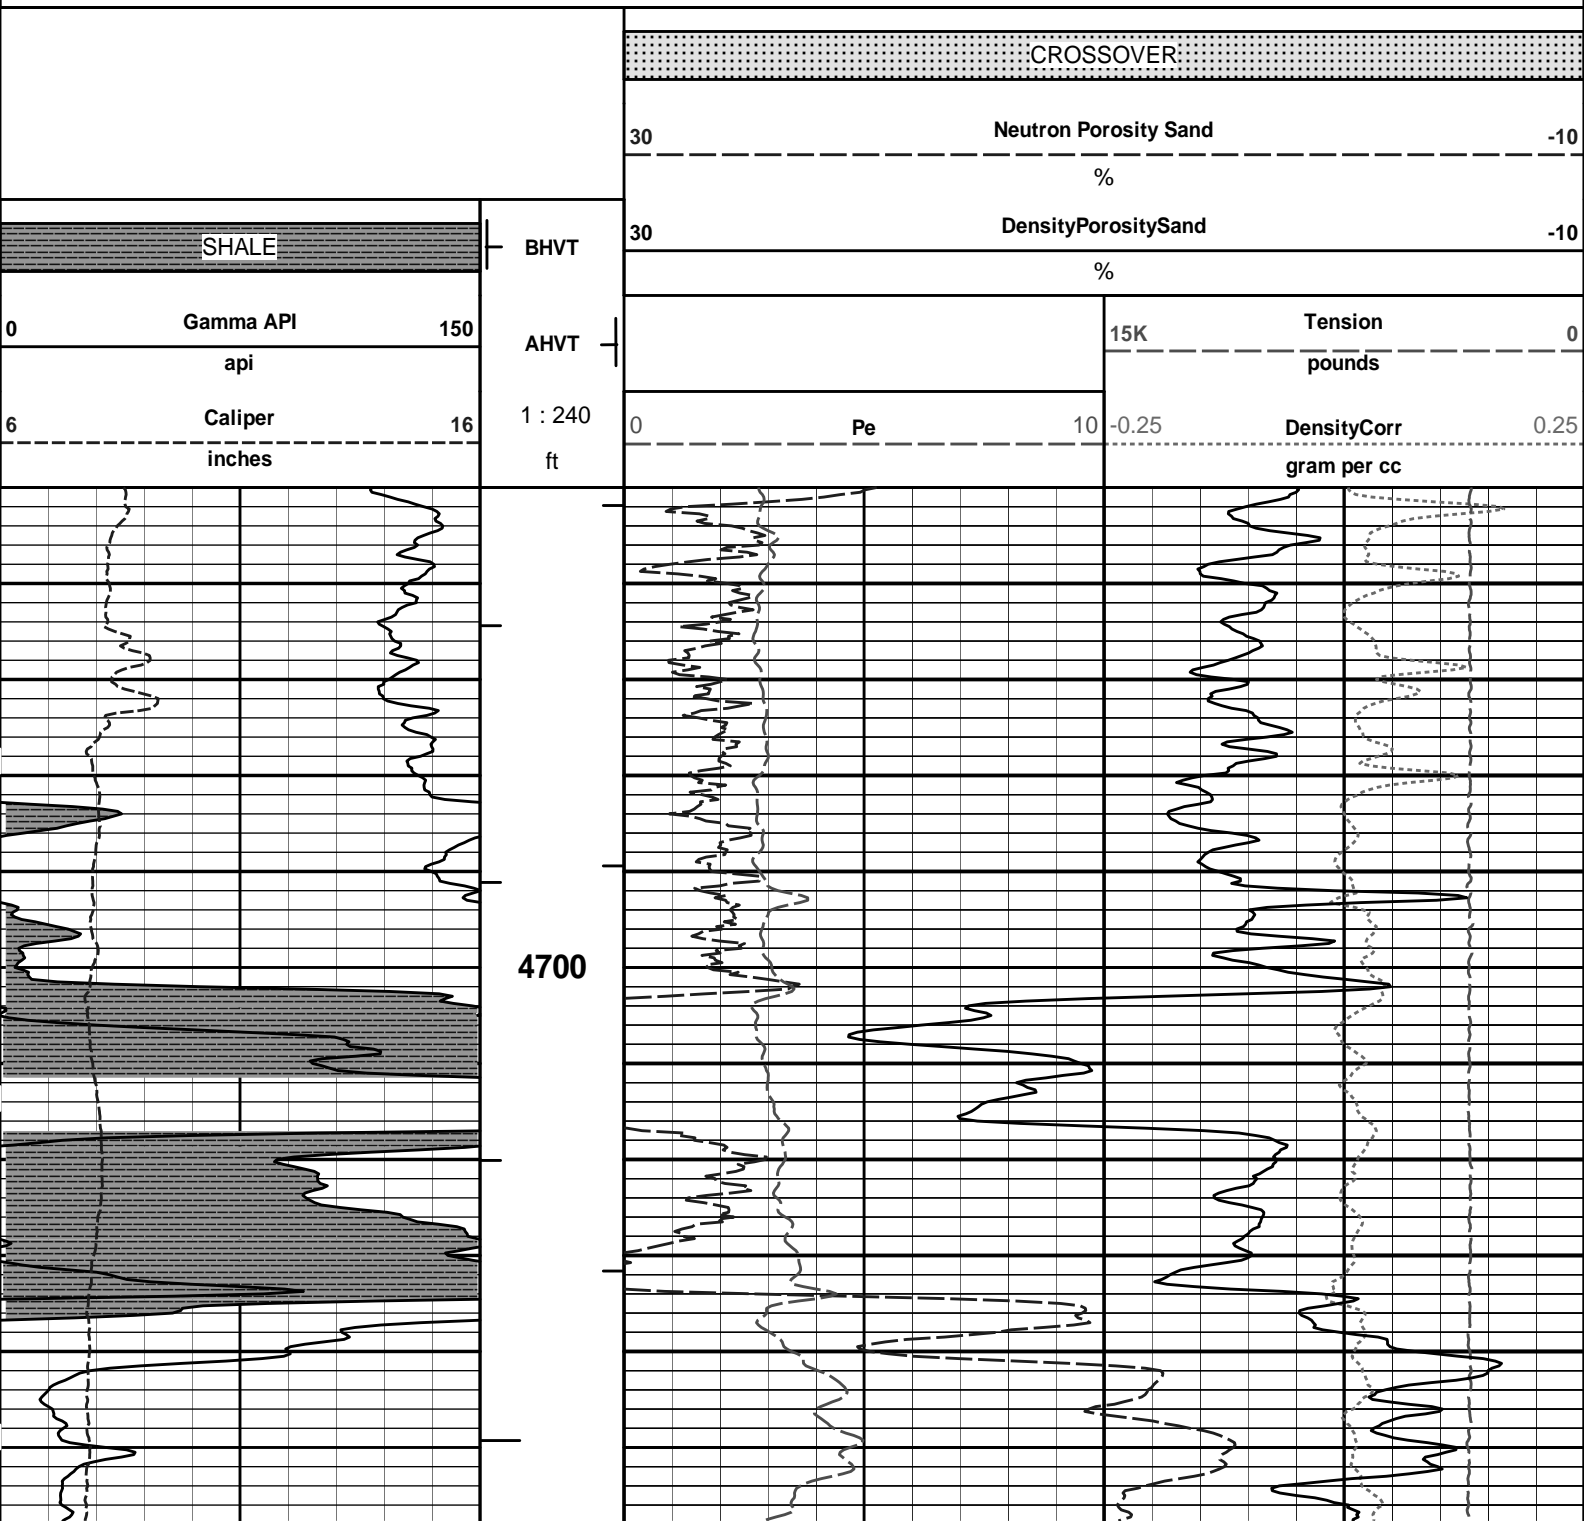 CROSSOVER
30 Neutron Porosity Sand -10
%
30 DensityPorositySand -10
%
SHALE
BHVT
0 Gamma API 150
api
AHVT
15K Tension 0
pounds
6 Caliper 16
inches
1 : 240
ft
0 Pe 10
-0.25 DensityCorr 0.25
gram per cc
4700